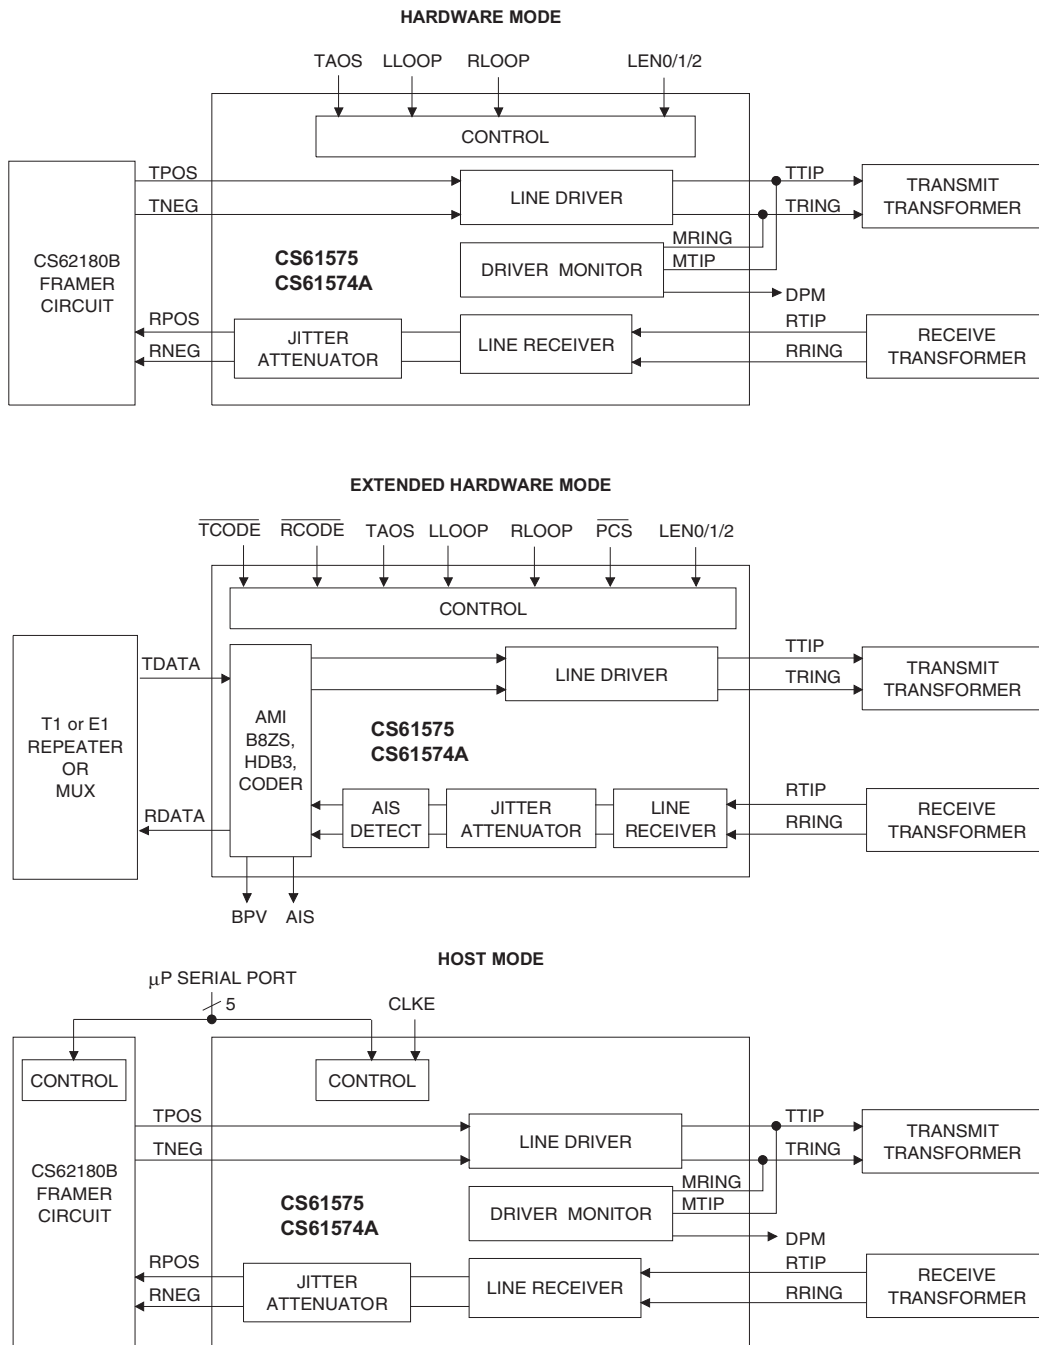 HARDWARE MODE
TAOS LLOOP RLOOP LEN0/1/2
CONTROL
TPOS
TNEG
LINE DRIVER
TTIP
TRING
TRANSMIT
TRANSFORMER
CS62180B
FRAMER
CIRCUIT
CS61575
CS61574A
MRING
MTIP
DRIVER MONITOR
DPM
RPOS
RNEG
JITTER
ATTENUATOR
LINE RECEIVER
RTIP
RRING
RECEIVE
TRANSFORMER
EXTENDED HARDWARE MODE
TCODE RCODE TAOS LLOOP RLOOP PCS LEN0/1/2
CONTROL
TDATA
LINE DRIVER
TTIP
TRING
TRANSMIT
TRANSFORMER
T1 or E1
REPEATER
OR
MUX
AMI
B8ZS,
HDB3,
CODER
CS61575
CS61574A
RDATA
AIS
DETECT
JITTER
ATTENUATOR
LINE
RECEIVER
RTIP
RRING
RECEIVE
TRANSFORMER
BPV AIS
HOST MODE
µP SERIAL PORT
5
CLKE
CONTROL
CONTROL
TPOS
TNEG
LINE DRIVER
TTIP
TRING
TRANSMIT
TRANSFORMER
CS62180B
FRAMER
CIRCUIT
CS61575
CS61574A
MRING
MTIP
DRIVER MONITOR
DPM
RPOS
RNEG
JITTER
ATTENUATOR
LINE RECEIVER
RTIP
RRING
RECEIVE
TRANSFORMER